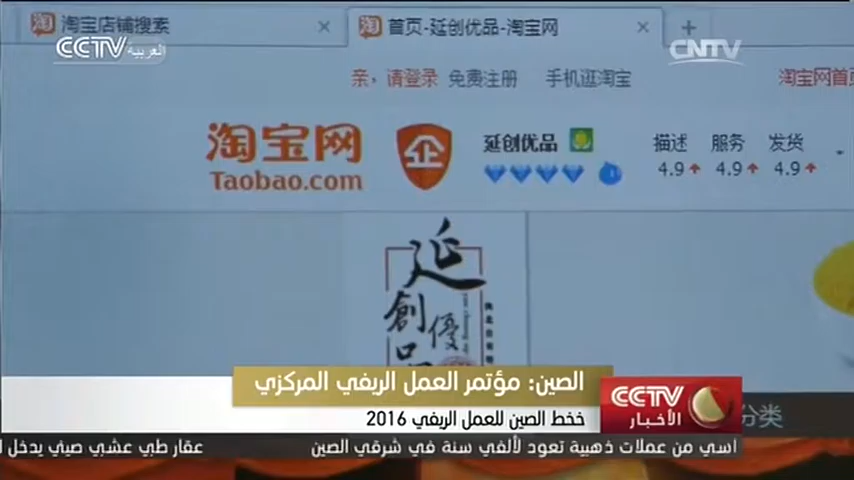 淘宝店铺搜索
首页-延创优品-淘宝网
CCTV العربية
CNTV
亲，请登录 免费注册 手机逛淘宝
淘宝网首页
淘宝网
Taobao.com
企
延创优品
描述 服务 发货
4.9 4.9 4.9
延
創優
品
الصين: مؤتمر العمل الريفي المركزي
خخط الصين للعمل الريفي 2016
CCTV
الأخبار
分类
آسي من عملات ذهبية تعود لألفي سنة في شرقي الصين
عقار طبي عشبي صيني يدخل ا